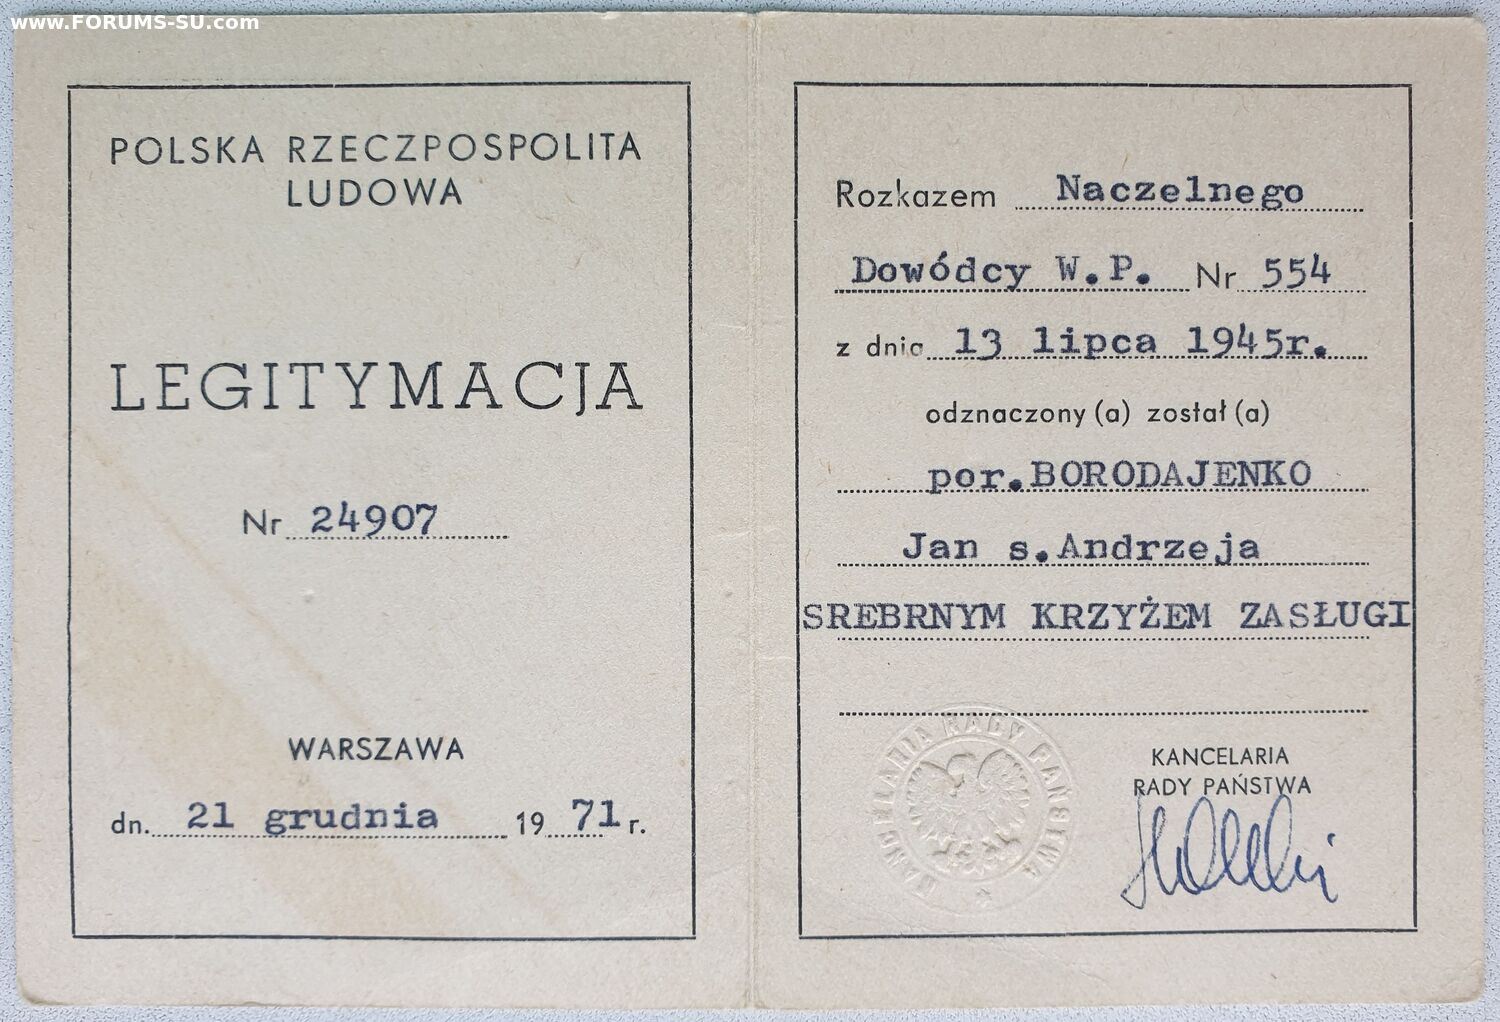 www.FORUMS-SU.com
POLSKA RZECZPOSPOLITA
LUDOWA
LEGITYMACJA
Nr 24907
WARSZAWA
dn. 21 grudnia 19 71 r.
Rozkazem Naczelnego
Dowódcy W.P. Nr 554
z dnia 13 lipca 1945r.
odznaczony (a) został (a)
por.BORODAJENKO
Jan s.Andrzeja
SREBRNYM KRZYŻEM ZASŁUGI
KANCELARIA RADY PAŃSTWA
KANCELARIA
RADY PAŃSTWA